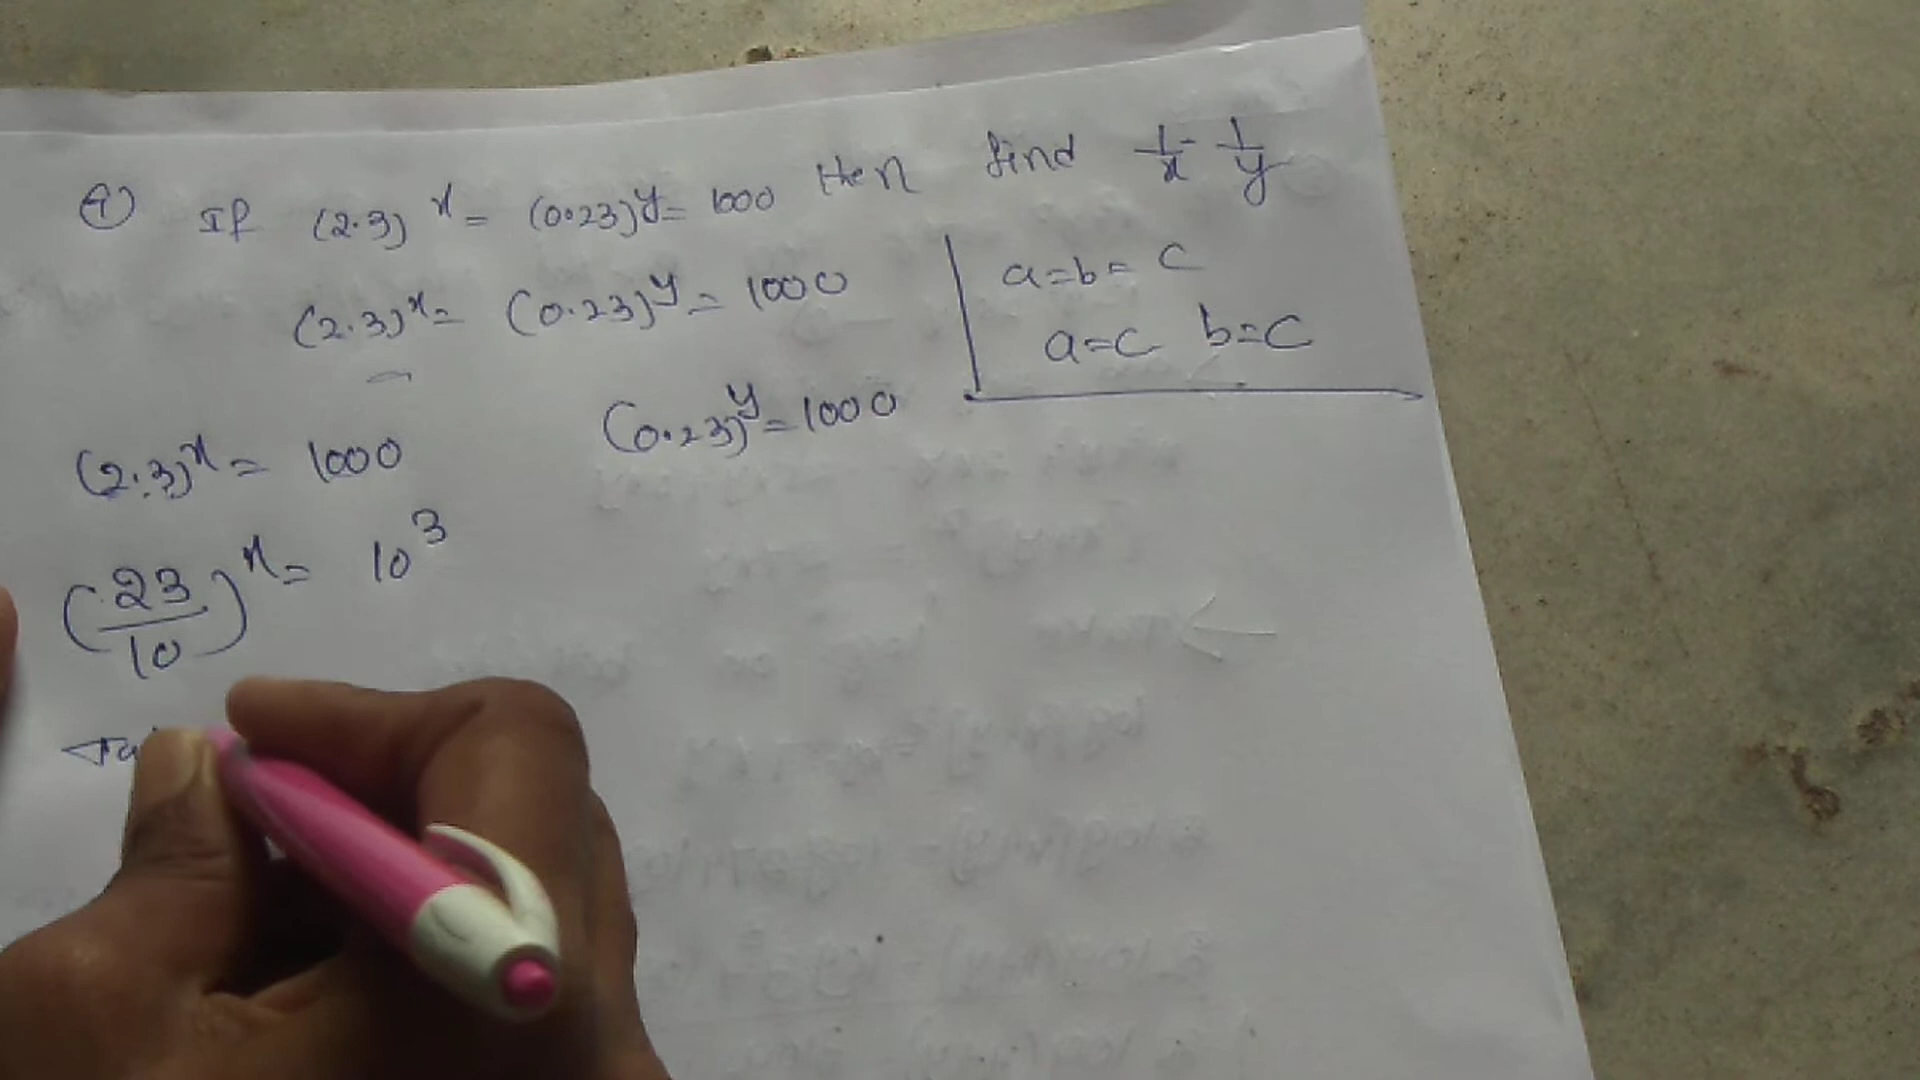 ④ If (2.3)^x = (0.23)^y = 1000 then find 1/x - 1/y
(2.3)^x = (0.23)^y = 1000
a=b=c
a=c b=c
(2.3)^x = 1000
(0.23)^y = 1000
(23/10)^x = 10^3